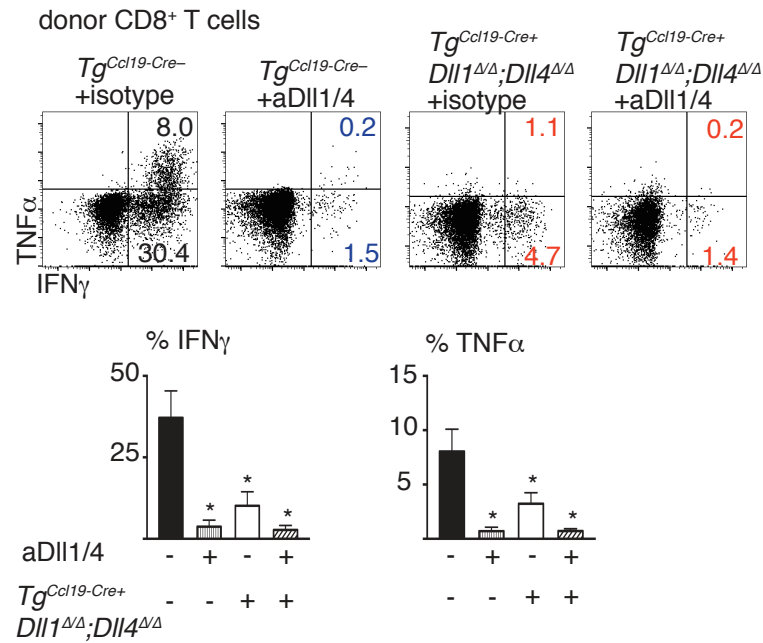 donor CD8⁺ T cells
Tg^Ccl19-Cre–
+isotype
Tg^Ccl19-Cre–
+aDll1/4
Tg^Ccl19-Cre+
Dll1^Δ/Δ;Dll4^Δ/Δ
+isotype
Tg^Ccl19-Cre+
Dll1^Δ/Δ;Dll4^Δ/Δ
+aDll1/4
8.0
30.4
0.2
1.5
1.1
4.7
0.2
1.4
TNFα
IFNγ
% IFNγ
50
25
* * *
% TNFα
15
10
5
* * *
aDll1/4 - + - + - + - +
Tg^Ccl19-Cre+
Dll1^Δ/Δ;Dll4^Δ/Δ - - + + - - + +